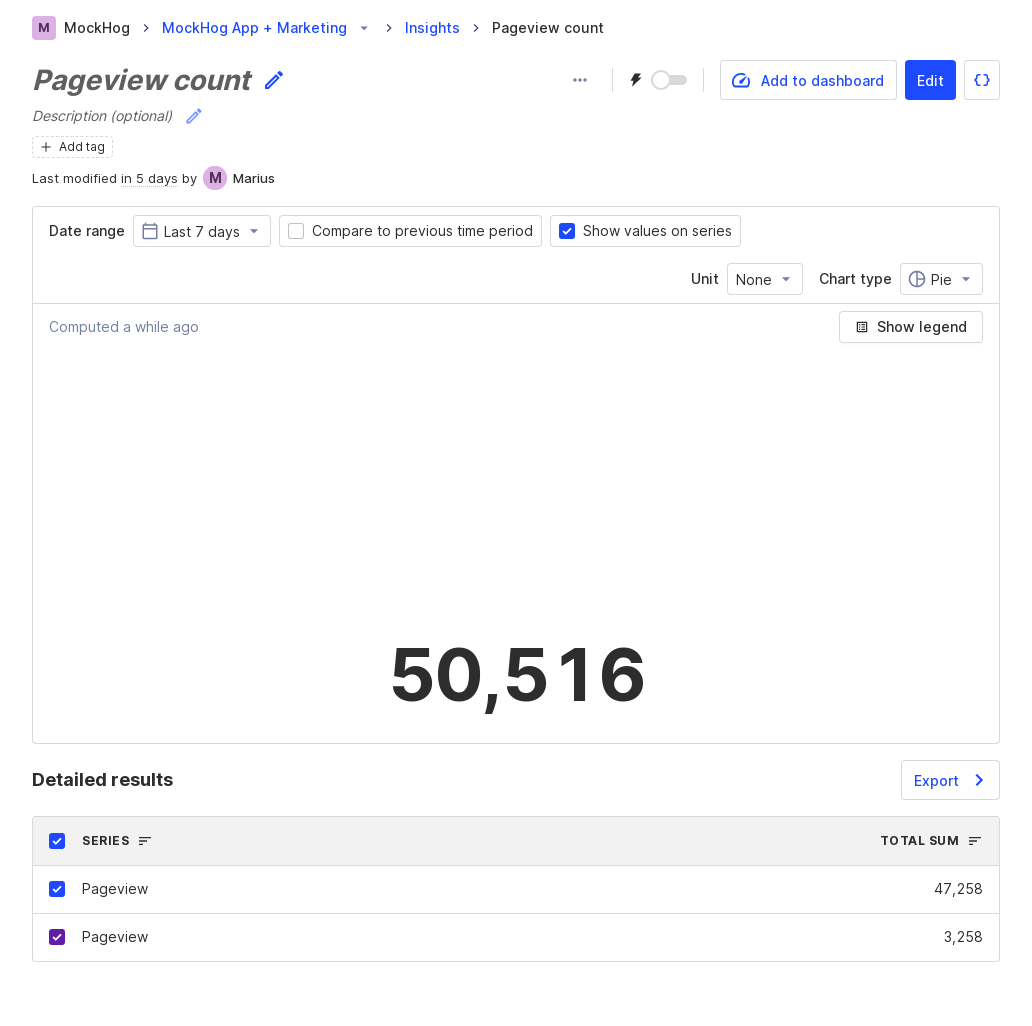 M MockHog MockHog App + Marketing Insights Pageview count
Pageview count
Add to dashboard Edit {}
Description (optional)
Add tag
Last modified in 5 days by M Marius
Date range Last 7 days Compare to previous time period Show values on series
Unit None Chart type Pie
Computed a while ago Show legend
50,516
Detailed results Export
SERIES TOTAL SUM
Pageview 47,258
Pageview 3,258